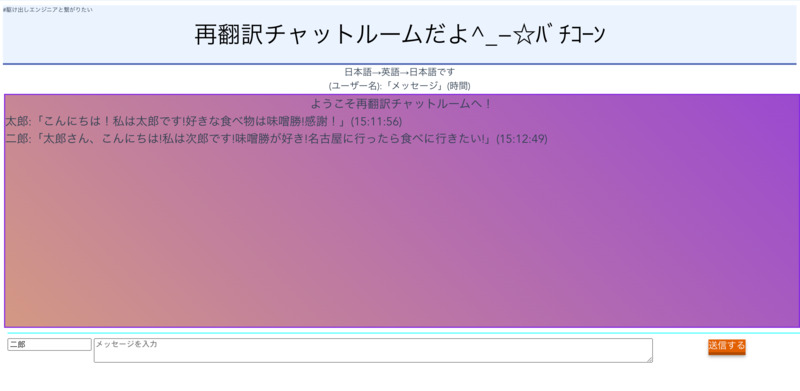 #駆け出しエンジニアと繋がりたい
再翻訳チャットルームだよ^_−☆ﾊﾞﾁｺｰﾝ
日本語→英語→日本語です
(ユーザー名):「メッセージ」(時間)
ようこそ再翻訳チャットルームへ！
太郎:「こんにちは！私は太郎です!好きな食べ物は味噌勝!感謝！」(15:11:56)
二郎:「太郎さん、こんにちは!私は次郎です!味噌勝が好き!名古屋に行ったら食べに行きたい!」(15:12:49)
二郎
メッセージを入力
送信する